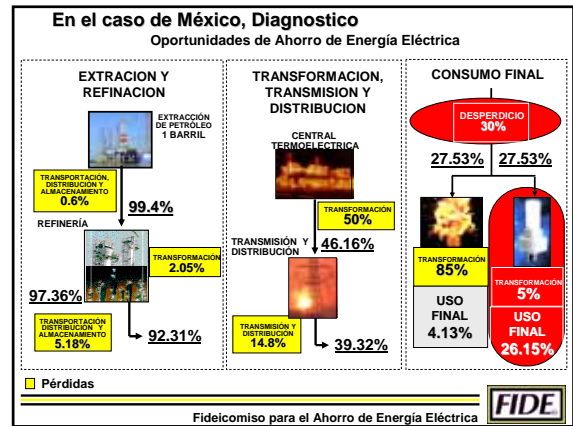 En el caso de México, Diagnostico
Oportunidades de Ahorro de Energía Eléctrica
EXTRACION Y
REFINACION
EXTRACCIÓN
DE PETRÓLEO
1 BARRIL
TRANSPORTACIÓN,
DISTRIBUCIÓN Y
ALMACENAMIENTO
0.6%
99.4%
REFINERÍA
TRANSFORMACIÓN
2.05%
97.36%
TRANSPORTACIÓN
DISTRIBUCIÓN Y
ALMACENAMIENTO
5.18%
92.31%
TRANSFORMACION,
TRANSMISION Y
DISTRIBUCION
CENTRAL
TERMOELECTRICA
TRANSFORMACIÓN
50%
46.16%
TRANSMISIÓN Y
DISTRIBUCIÓN
TRANSMISIÓN Y
DISTRIBUCIÓN
14.8%
39.32%
CONSUMO FINAL
DESPERDICIO
30%
27.53% 27.53%
TRANSFORMACIÓN
85%
USO
FINAL
4.13%
TRANSFORMACIÓN
5%
USO
FINAL
26.15%
Pérdidas
Fideicomiso para el Ahorro de Energía Eléctrica
FIDE